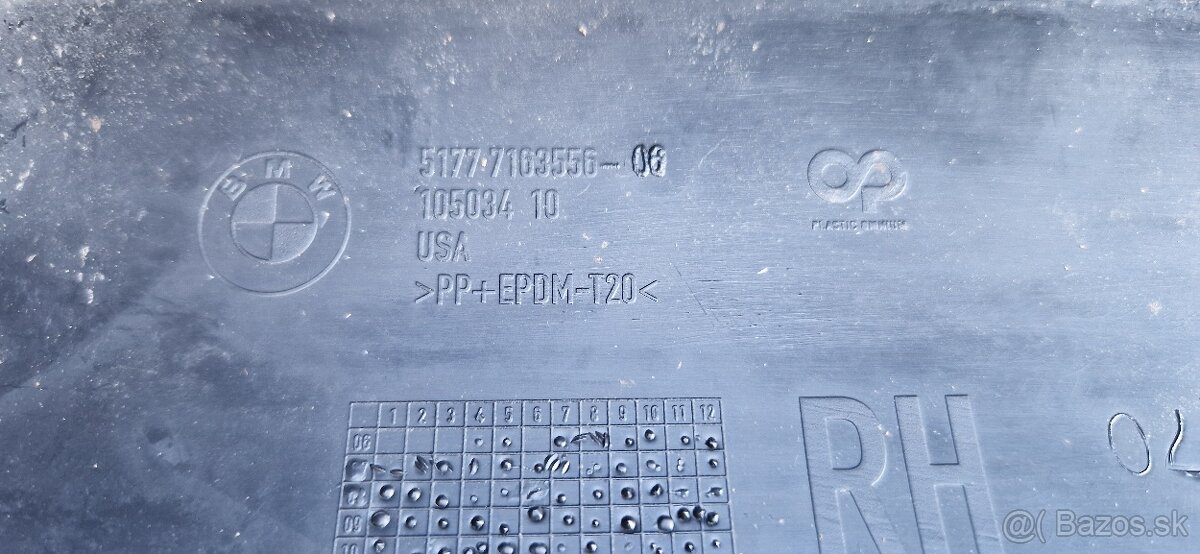 BMW
5177 7163556-06
105034 10
USA
>PP+EPDM-T20<
PLASTIC OMNIUM
1 2 3 4 5 6 7 8 9 10 11 12
06
09
10
RH
07
@( Bazos.sk